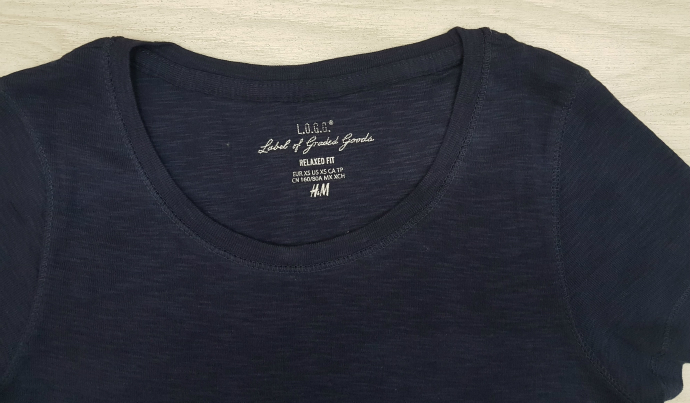 L.O.G.G.®
Label of Graded Goods
RELAXED FIT
EUR XS US XS CA TP
CN 160/80A MX XCH
H&M